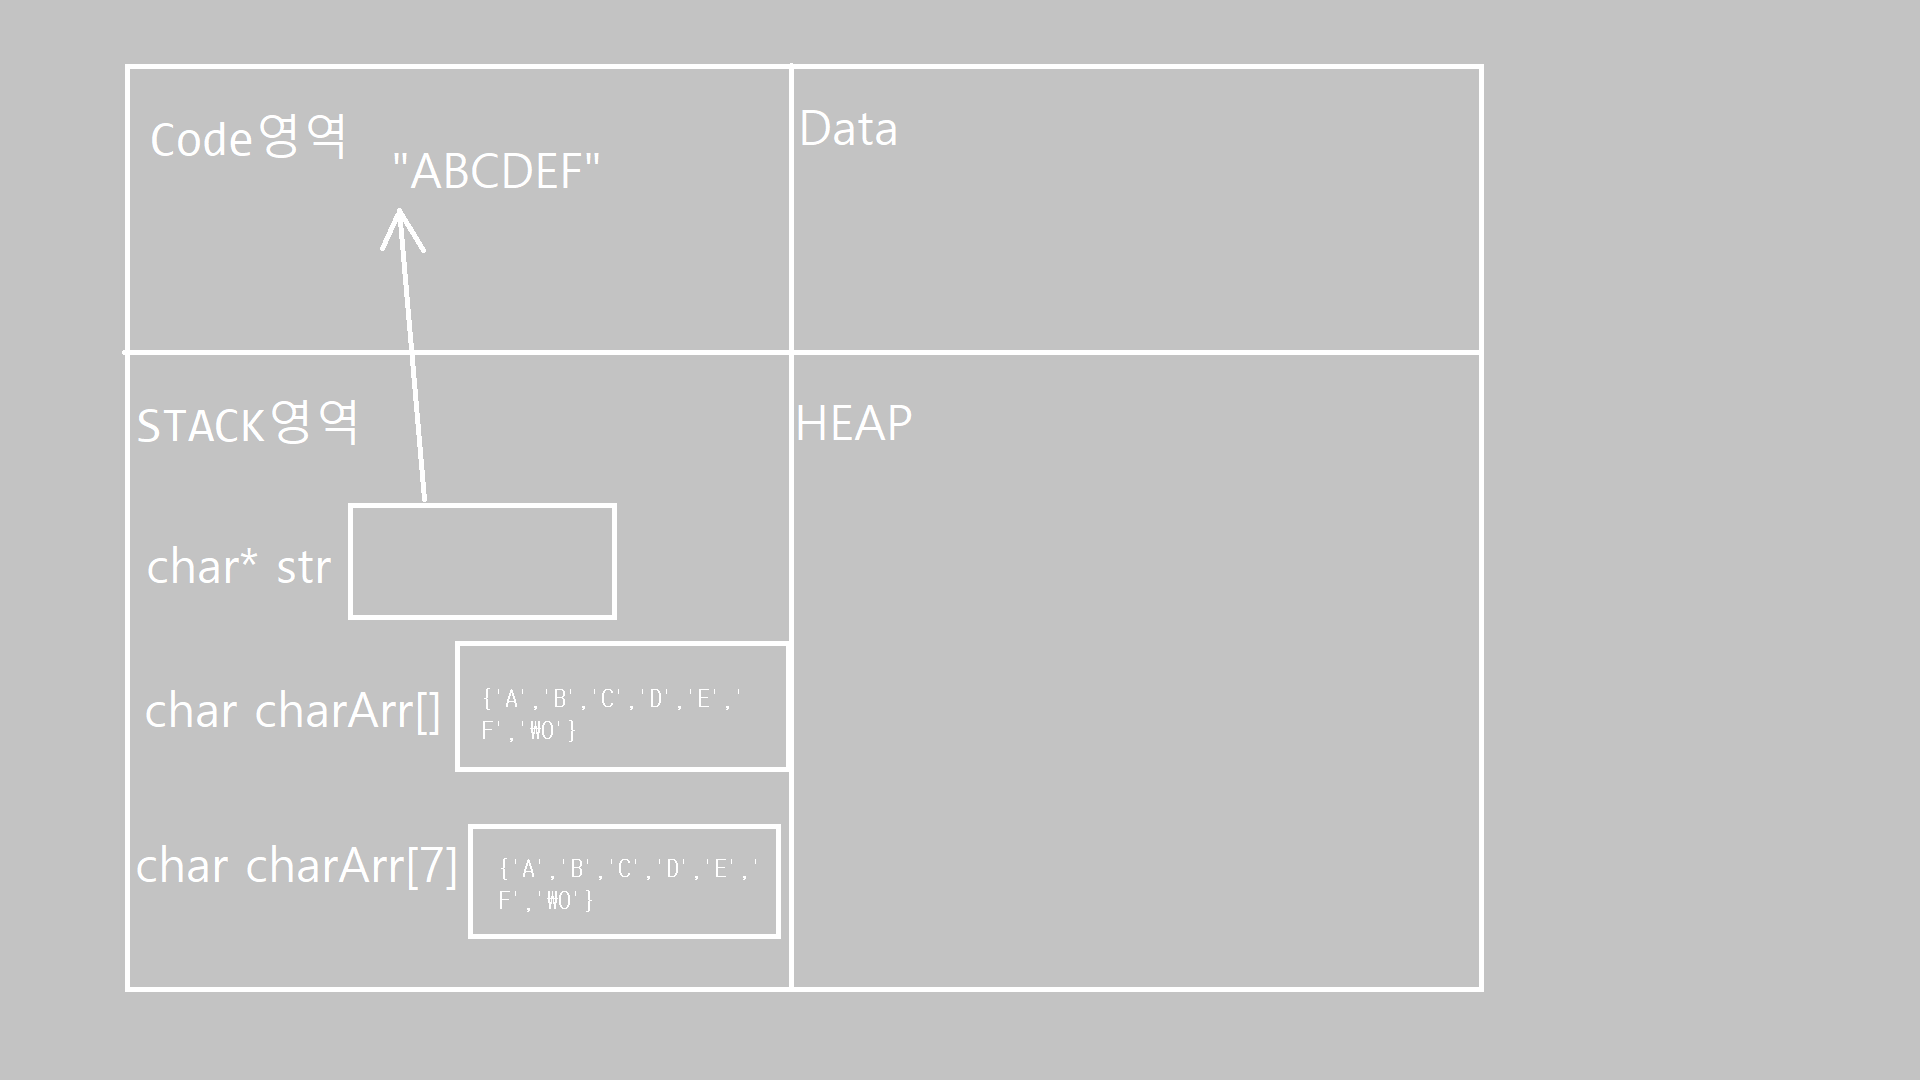 Code영역
"ABCDEF"
Data
STACK영역
HEAP
char* str
char charArr[]
{'A','B','C','D','E','
F','₩0'}
char charArr[7]
{'A','B','C','D','E','
F','₩0'}